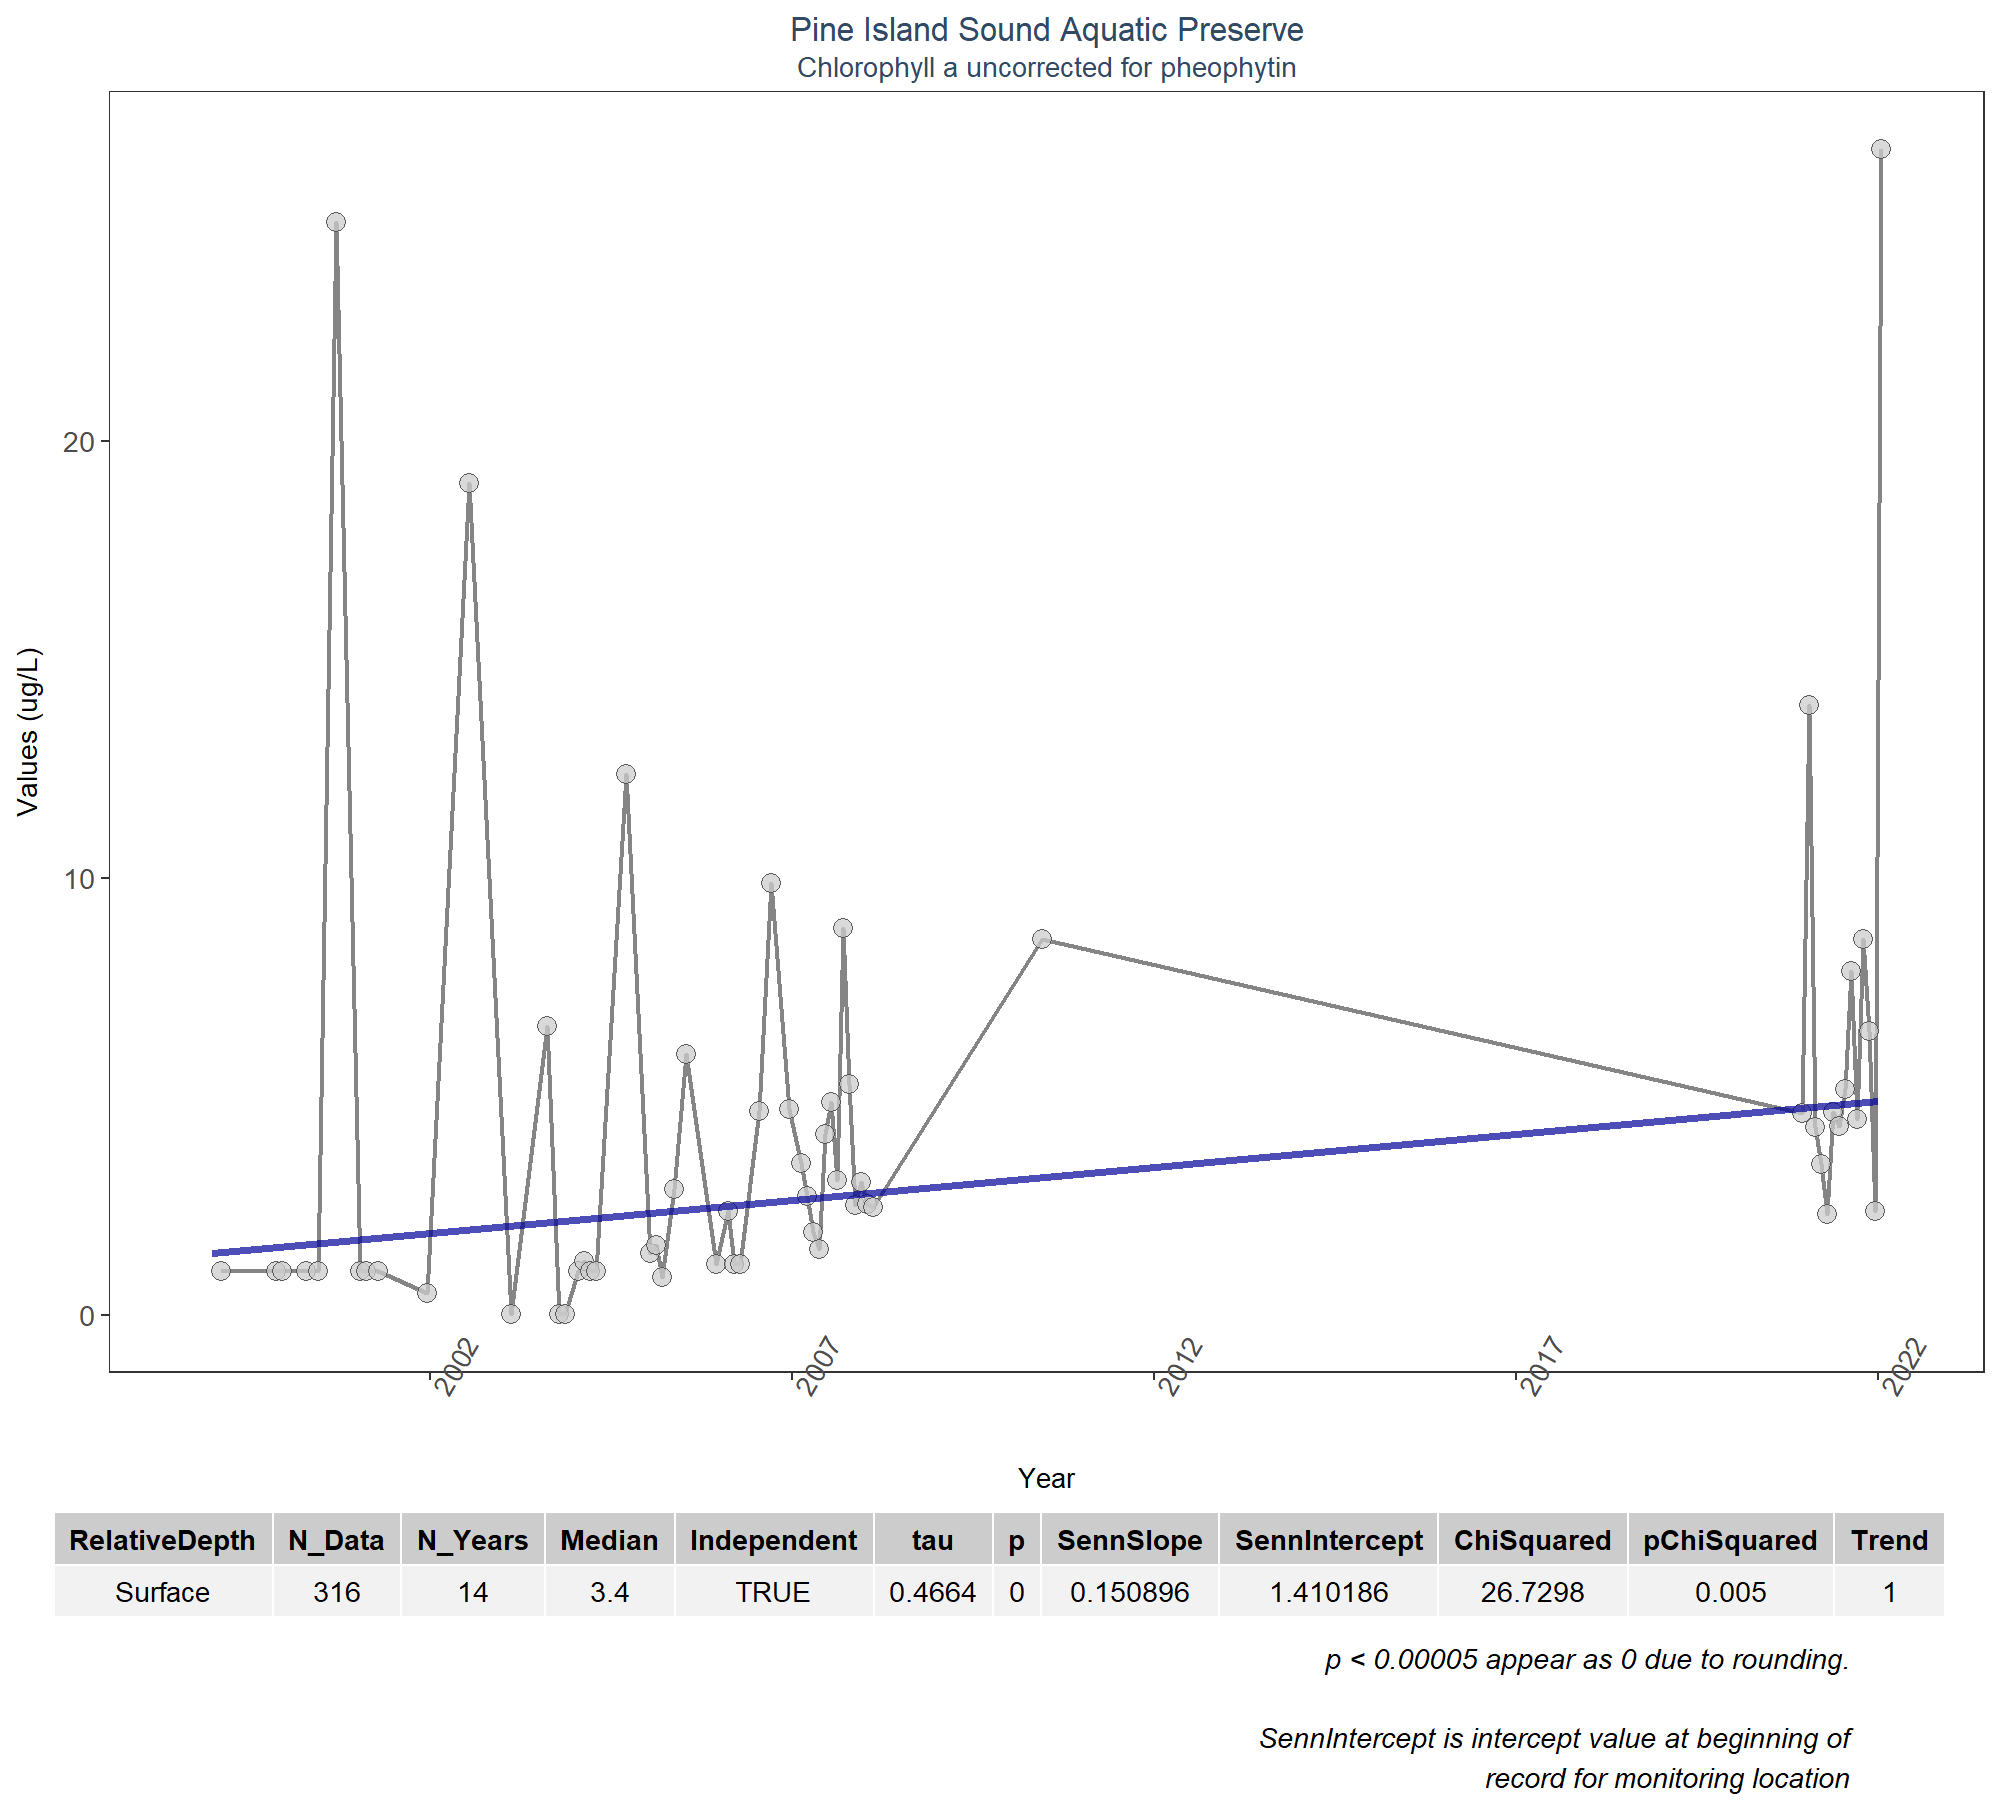 Pine Island Sound Aquatic Preserve
Chlorophyll a uncorrected for pheophytin
Values (ug/L)
20
10
0
2002 2007 2012 2017 2022
Year
RelativeDepth N_Data N_Years Median Independent tau p SennSlope SennIntercept ChiSquared pChiSquared Trend
Surface 316 14 3.4 TRUE 0.4664 0 0.150896 1.410186 26.7298 0.005 1
p < 0.00005 appear as 0 due to rounding.
SennIntercept is intercept value at beginning of
record for monitoring location